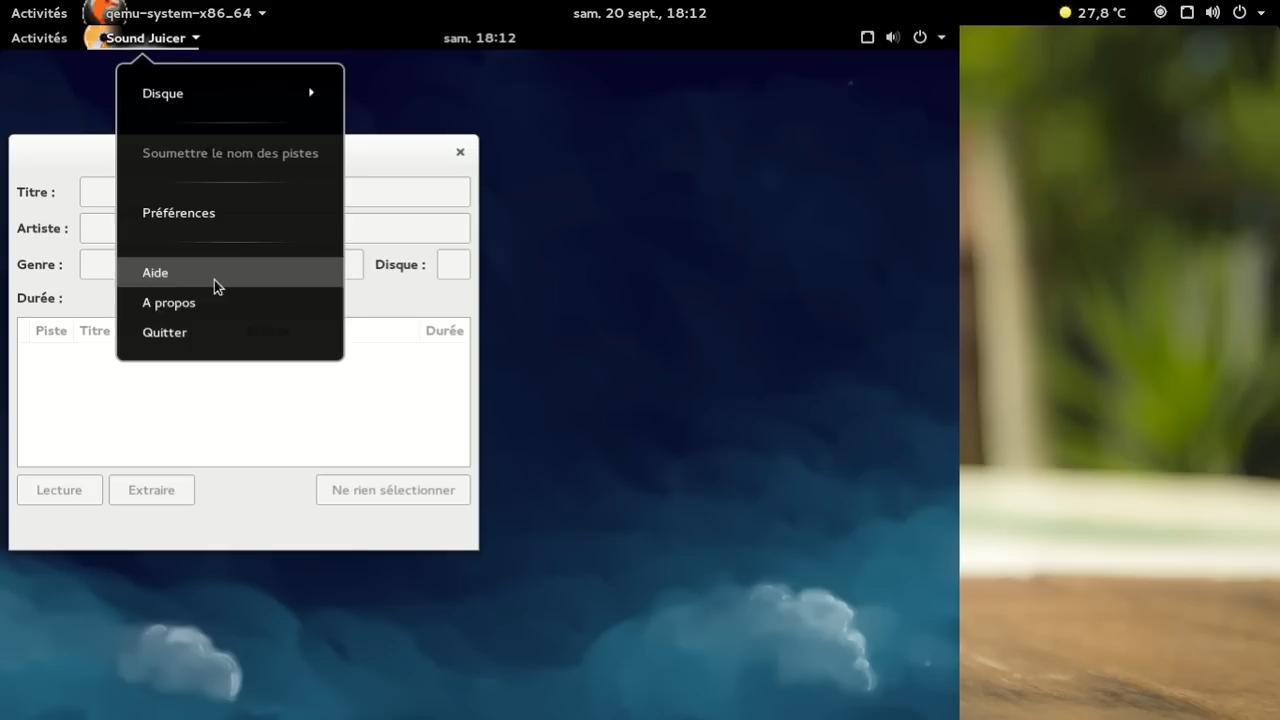 Activités qemu-system-x86_64 sam. 20 sept., 18:12 27,8 °C
Activités Sound Juicer sam. 18:12
Disque
Soumettre le nom des pistes
Préférences
Aide
A propos
Quitter
Titre :
Artiste :
Genre : Disque :
Durée :
Piste Titre Durée
Lecture Extraire Ne rien sélectionner